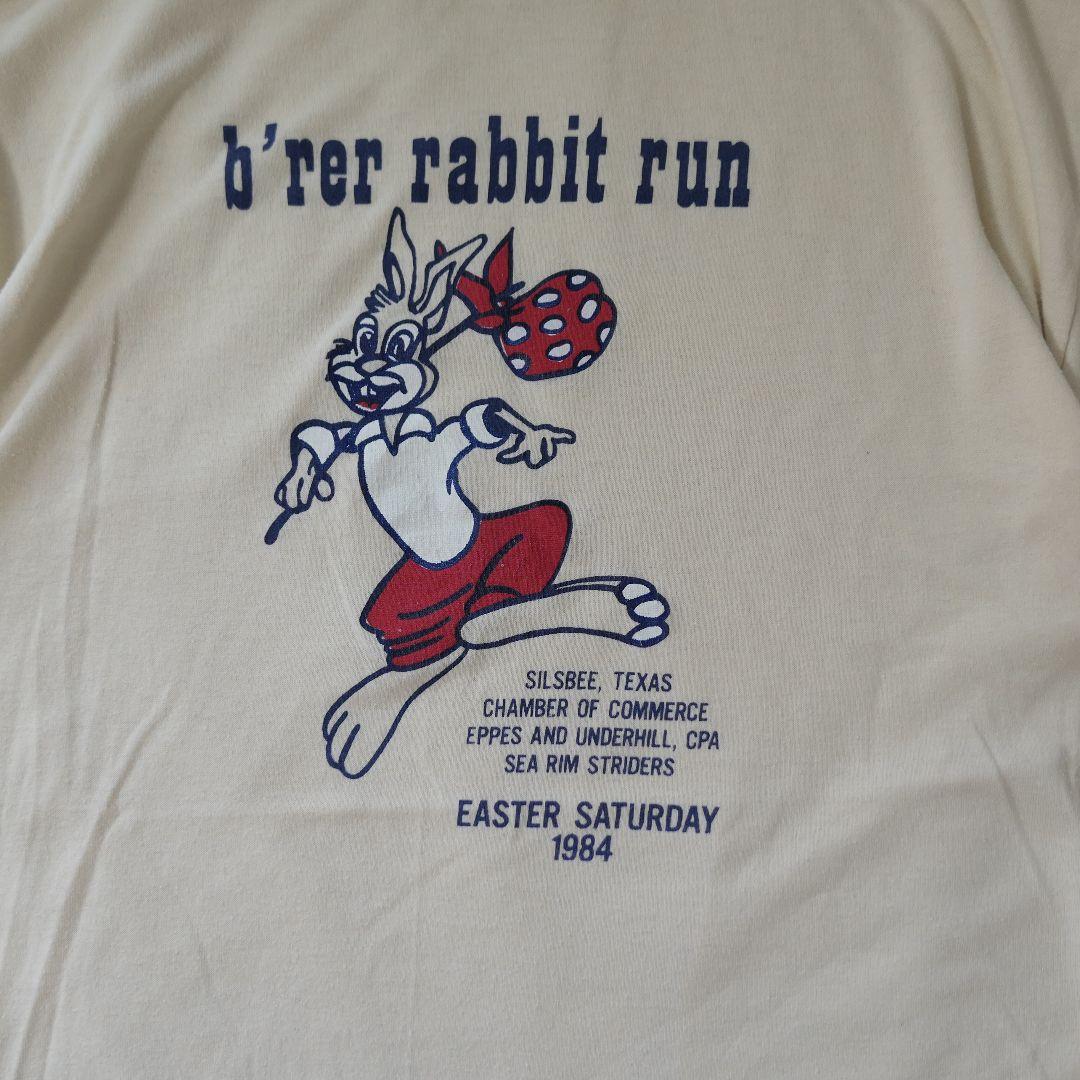 b'rer rabbit run
SILSBEE, TEXAS
CHAMBER OF COMMERCE
EPPES AND UNDERHILL, CPA
SEA RIM STRIDERS
EASTER SATURDAY
1984